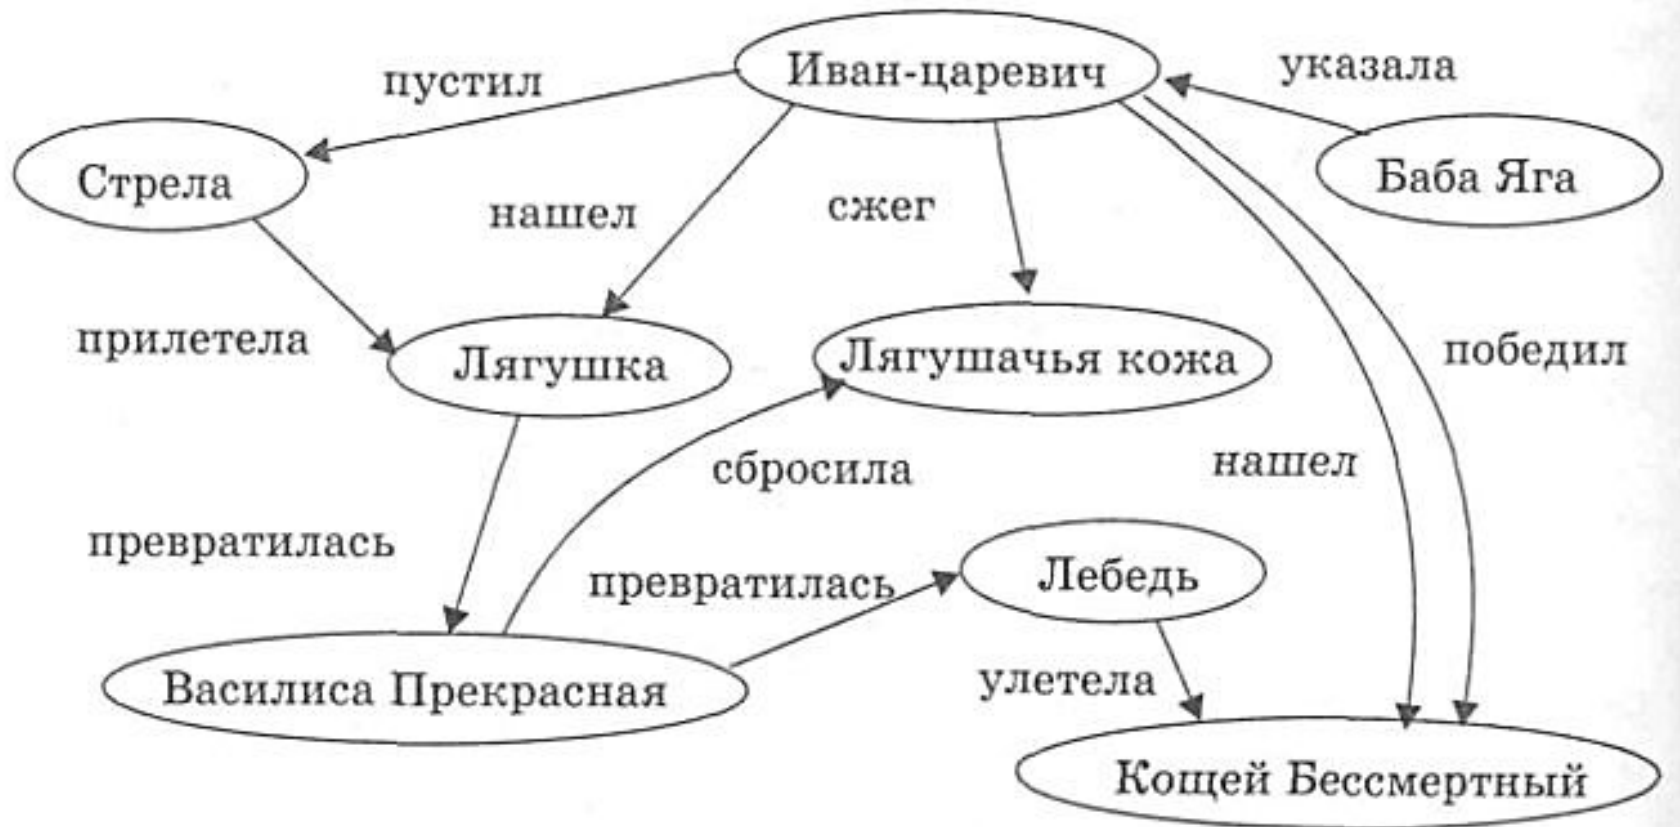 Иван-царевич
указала
пустил
Баба Яга
Стрела
нашел
сжег
прилетела
Лягушка
Лягушачья кожа
победил
сбросила
нашел
превратилась
превратилась
Лебедь
Василиса Прекрасная
улетела
Кощей Бессмертный